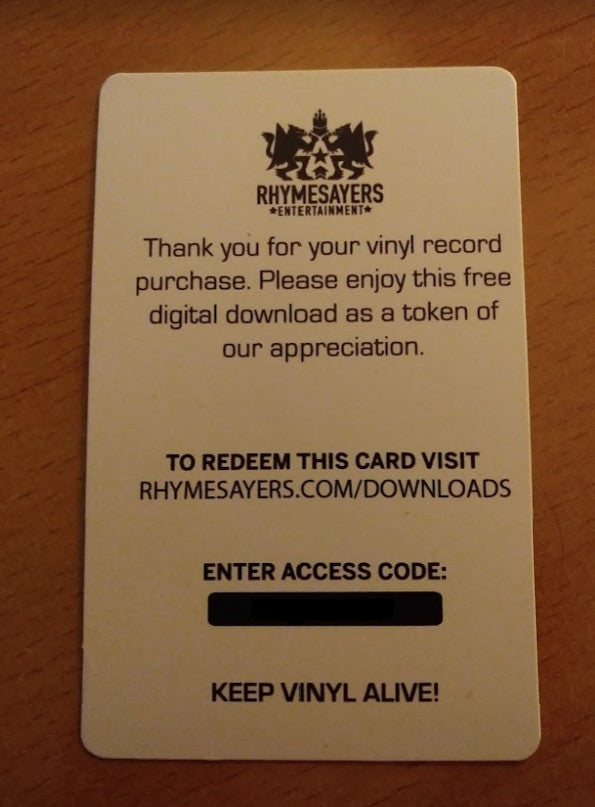 RHYMESAYERS
★ENTERTAINMENT★
Thank you for your vinyl record
purchase. Please enjoy this free
digital download as a token of
our appreciation.
TO REDEEM THIS CARD VISIT
RHYMESAYERS.COM/DOWNLOADS
ENTER ACCESS CODE:
KEEP VINYL ALIVE!